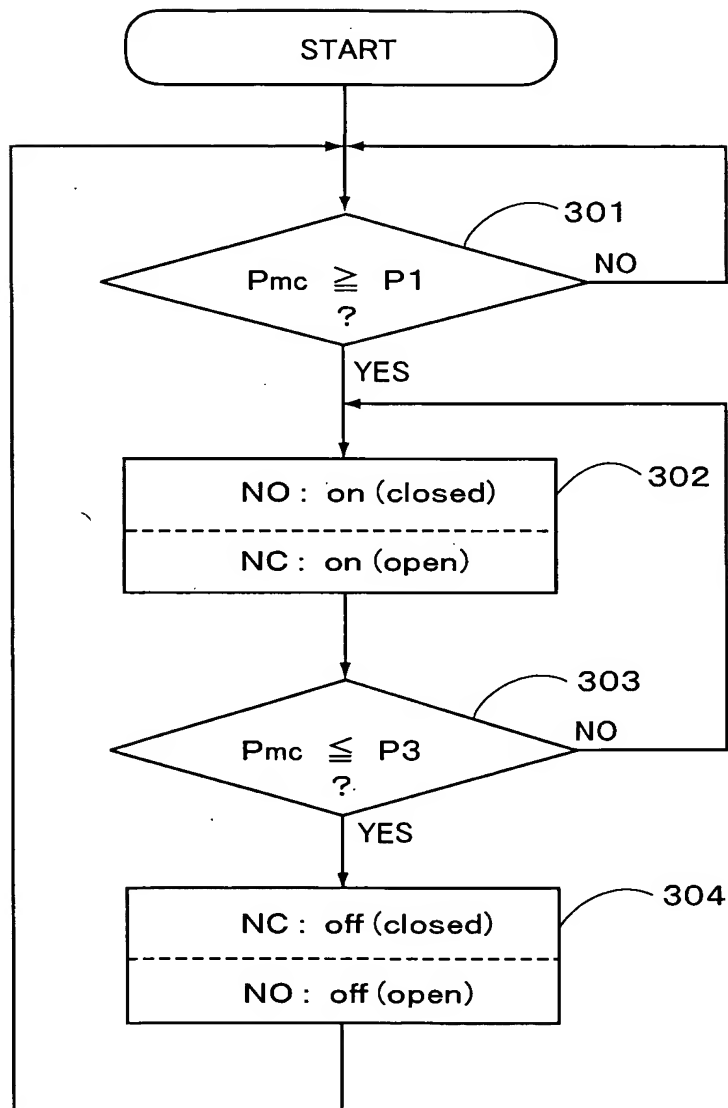 START
301
Pmc ≧ P1
?
NO
YES
302
NO : on (closed)
NC : on (open)
303
Pmc ≦ P3
?
NO
YES
304
NC : off (closed)
NO : off (open)